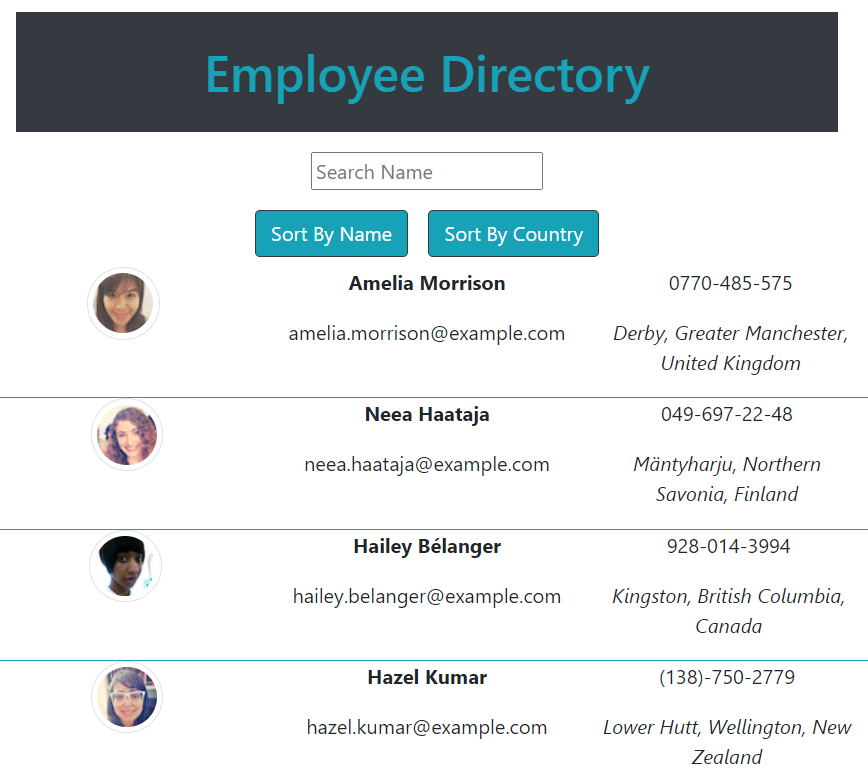 Employee Directory
Search Name
Sort By Name Sort By Country
Amelia Morrison 0770-485-575
amelia.morrison@example.com Derby, Greater Manchester,
United Kingdom
Neea Haataja 049-697-22-48
neea.haataja@example.com Mäntyharju, Northern
Savonia, Finland
Hailey Bélanger 928-014-3994
hailey.belanger@example.com Kingston, British Columbia,
Canada
Hazel Kumar (138)-750-2779
hazel.kumar@example.com Lower Hutt, Wellington, New
Zealand